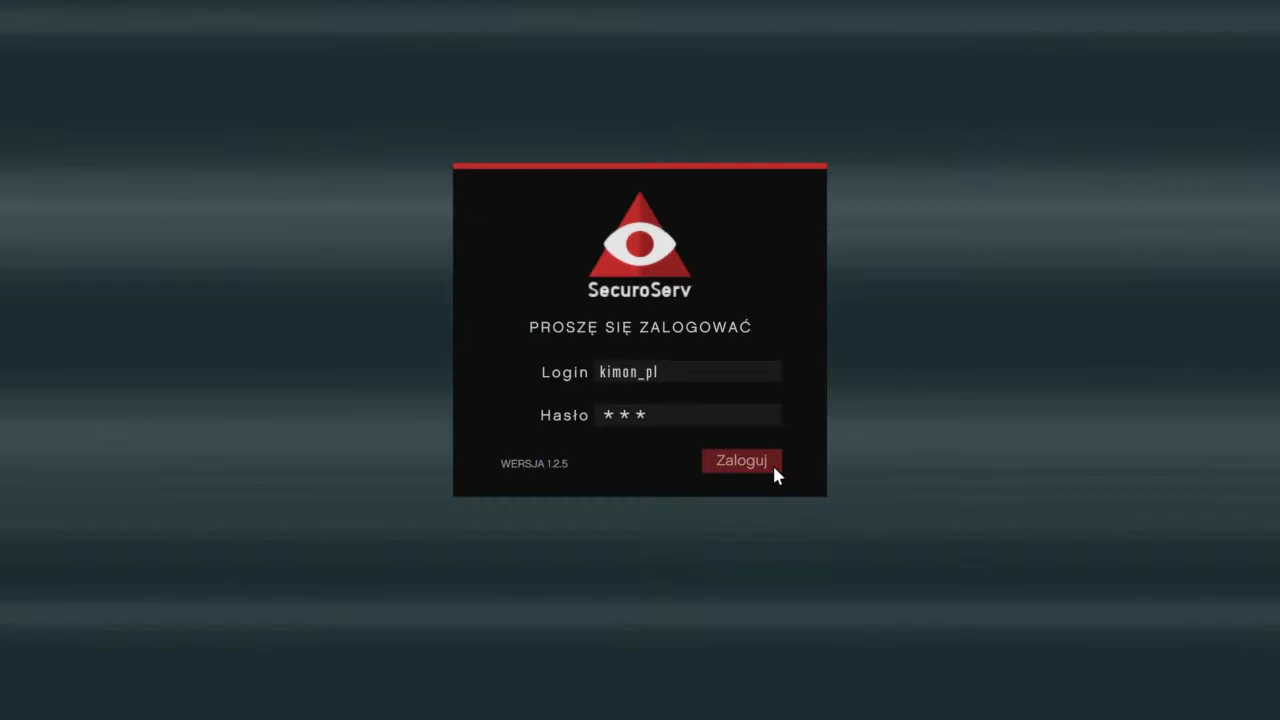 SecuroServ
PROSZĘ SIĘ ZALOGOWAĆ
Login kimon_pl
Hasło ***
WERSJA 1.2.5 Zaloguj